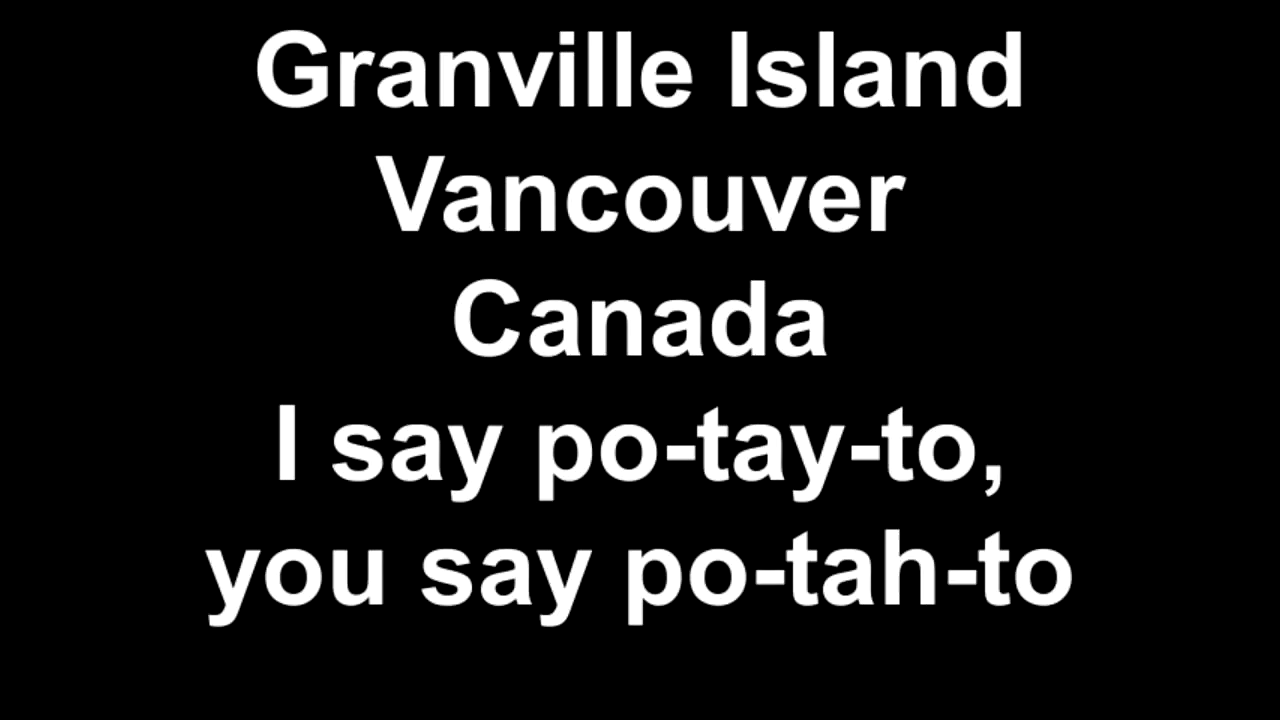 Granville Island
Vancouver
Canada
I say po-tay-to,
you say po-tah-to